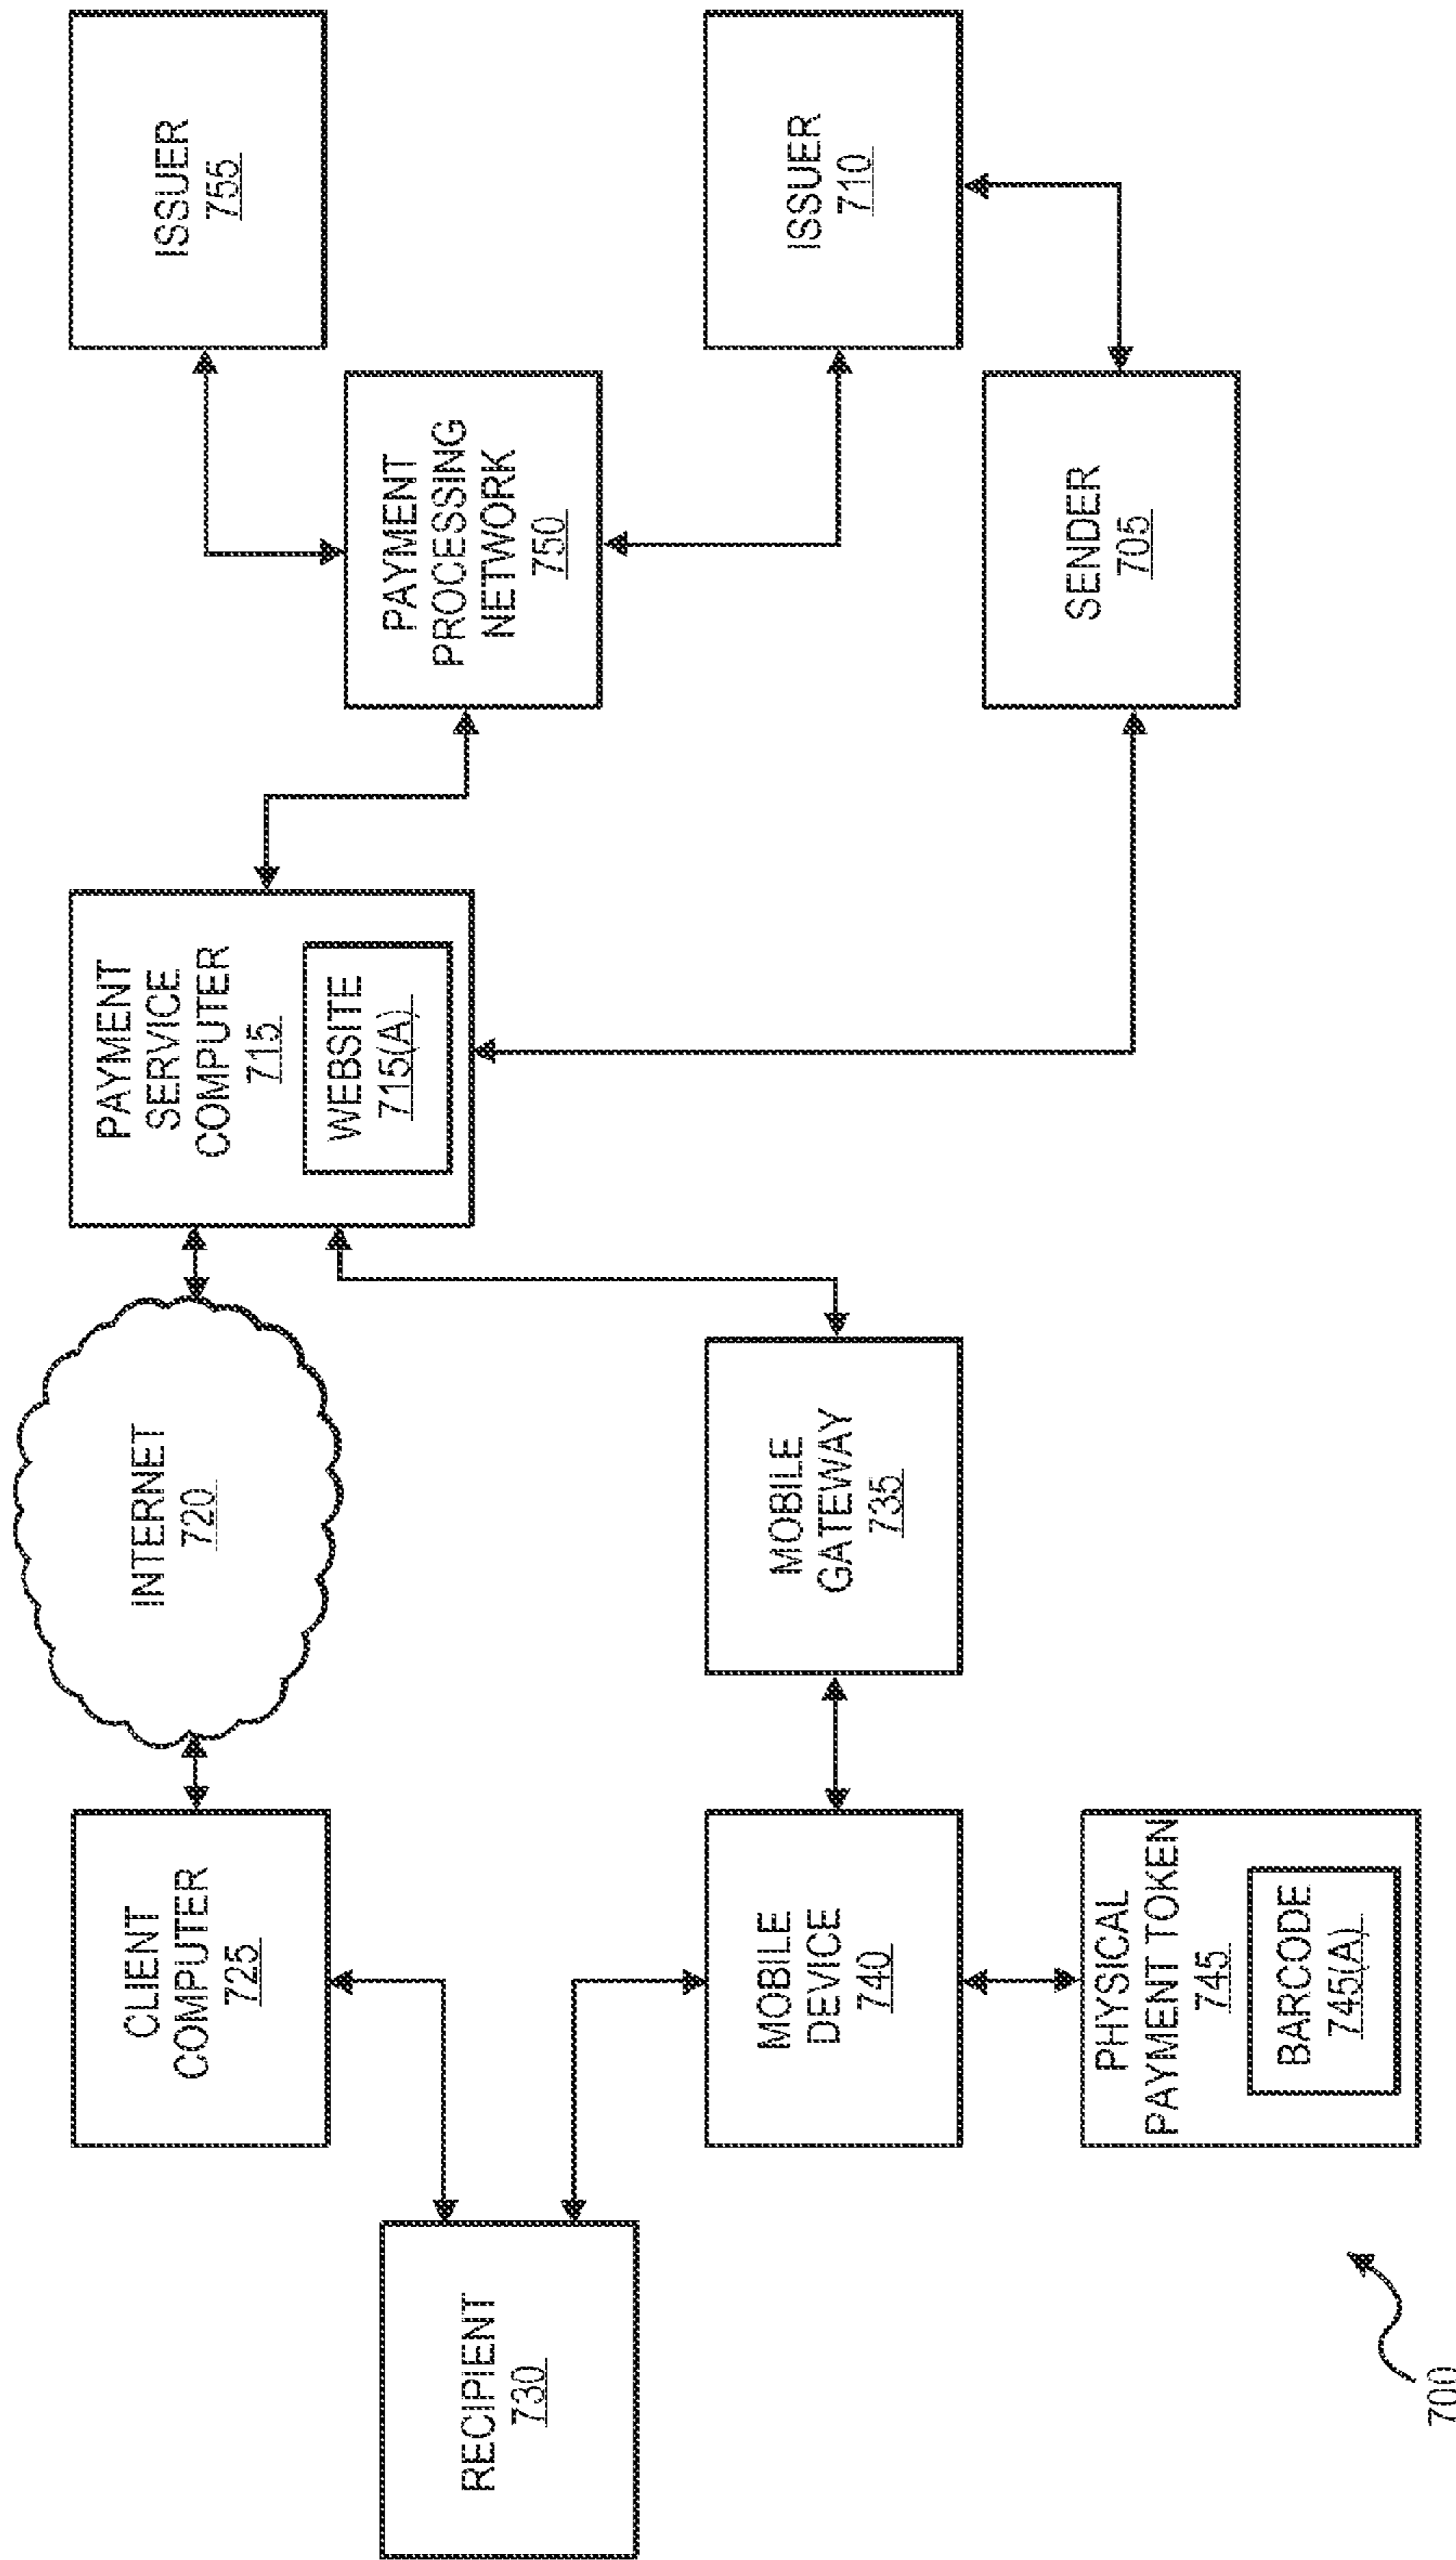 CLIENT
COMPUTER
725
INTERNET
720
PAYMENT
SERVICE
COMPUTER
715
WEBSITE
715(A)
ISSUER
755
RECIPIENT
730
PAYMENT
PROCESSING
NETWORK
750
MOBILE
DEVICE
740
MOBILE
GATEWAY
735
ISSUER
710
PHYSICAL
PAYMENT TOKEN
745
BARCODE
745(A)
SENDER
705
700